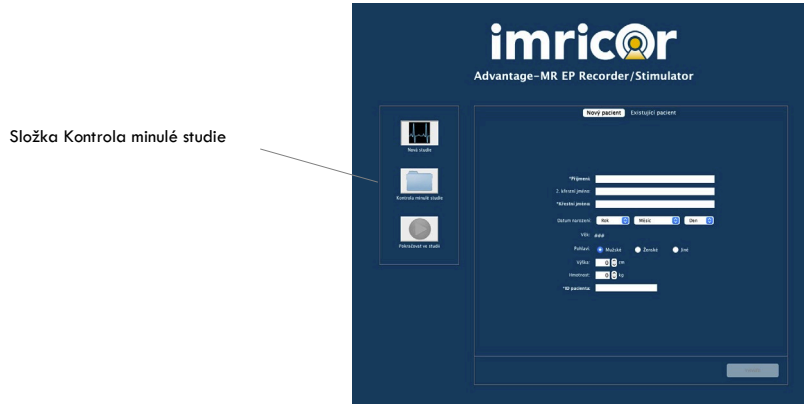 imricor
Advantage-MR EP Recorder/Stimulator
Složka Kontrola minulé studie
Nová studie
Kontrola minulé studie
Pokračovat ve studii
Nový pacient Existující pacient
*Příjmení:
2. křestní jméno:
*Křestní jméno:
Datum narození: Rok Měsíc Den
Věk: ###
Pohlaví: Mužské Ženské Jiné
Výška: 0 cm
Hmotnost: 0 kg
*ID pacienta: